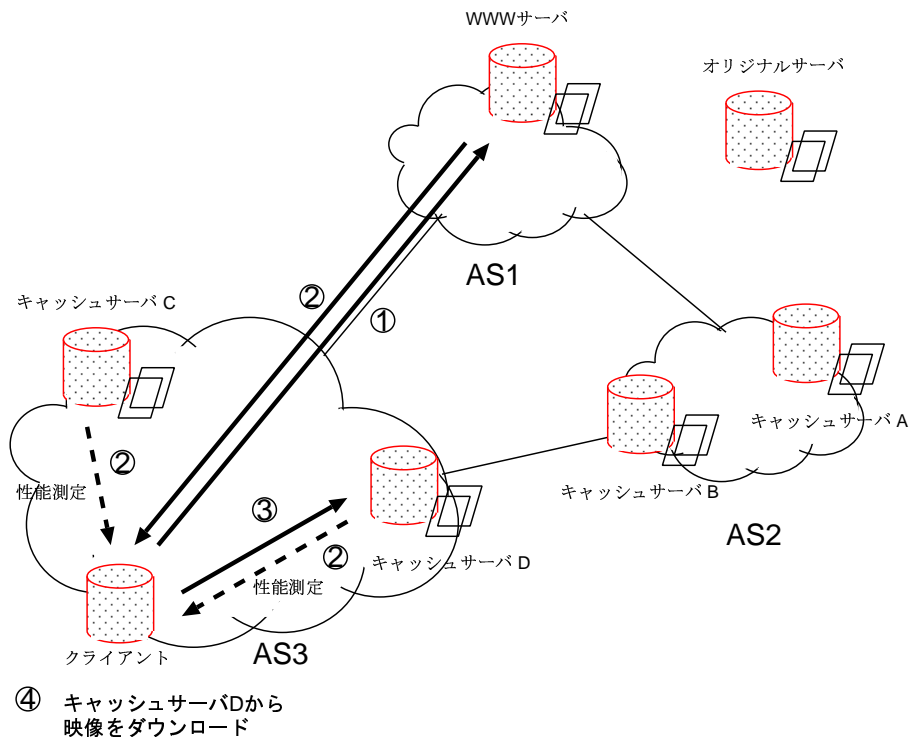 WWWサーバ
オリジナルサーバ
AS1
②
①
キャッシュサーバ C
キャッシュサーバ A
②
性能測定
キャッシュサーバ B
③
AS2
②
キャッシュサーバ D
性能測定
クライアント
AS3
④ キャッシュサーバDから
映像をダウンロード